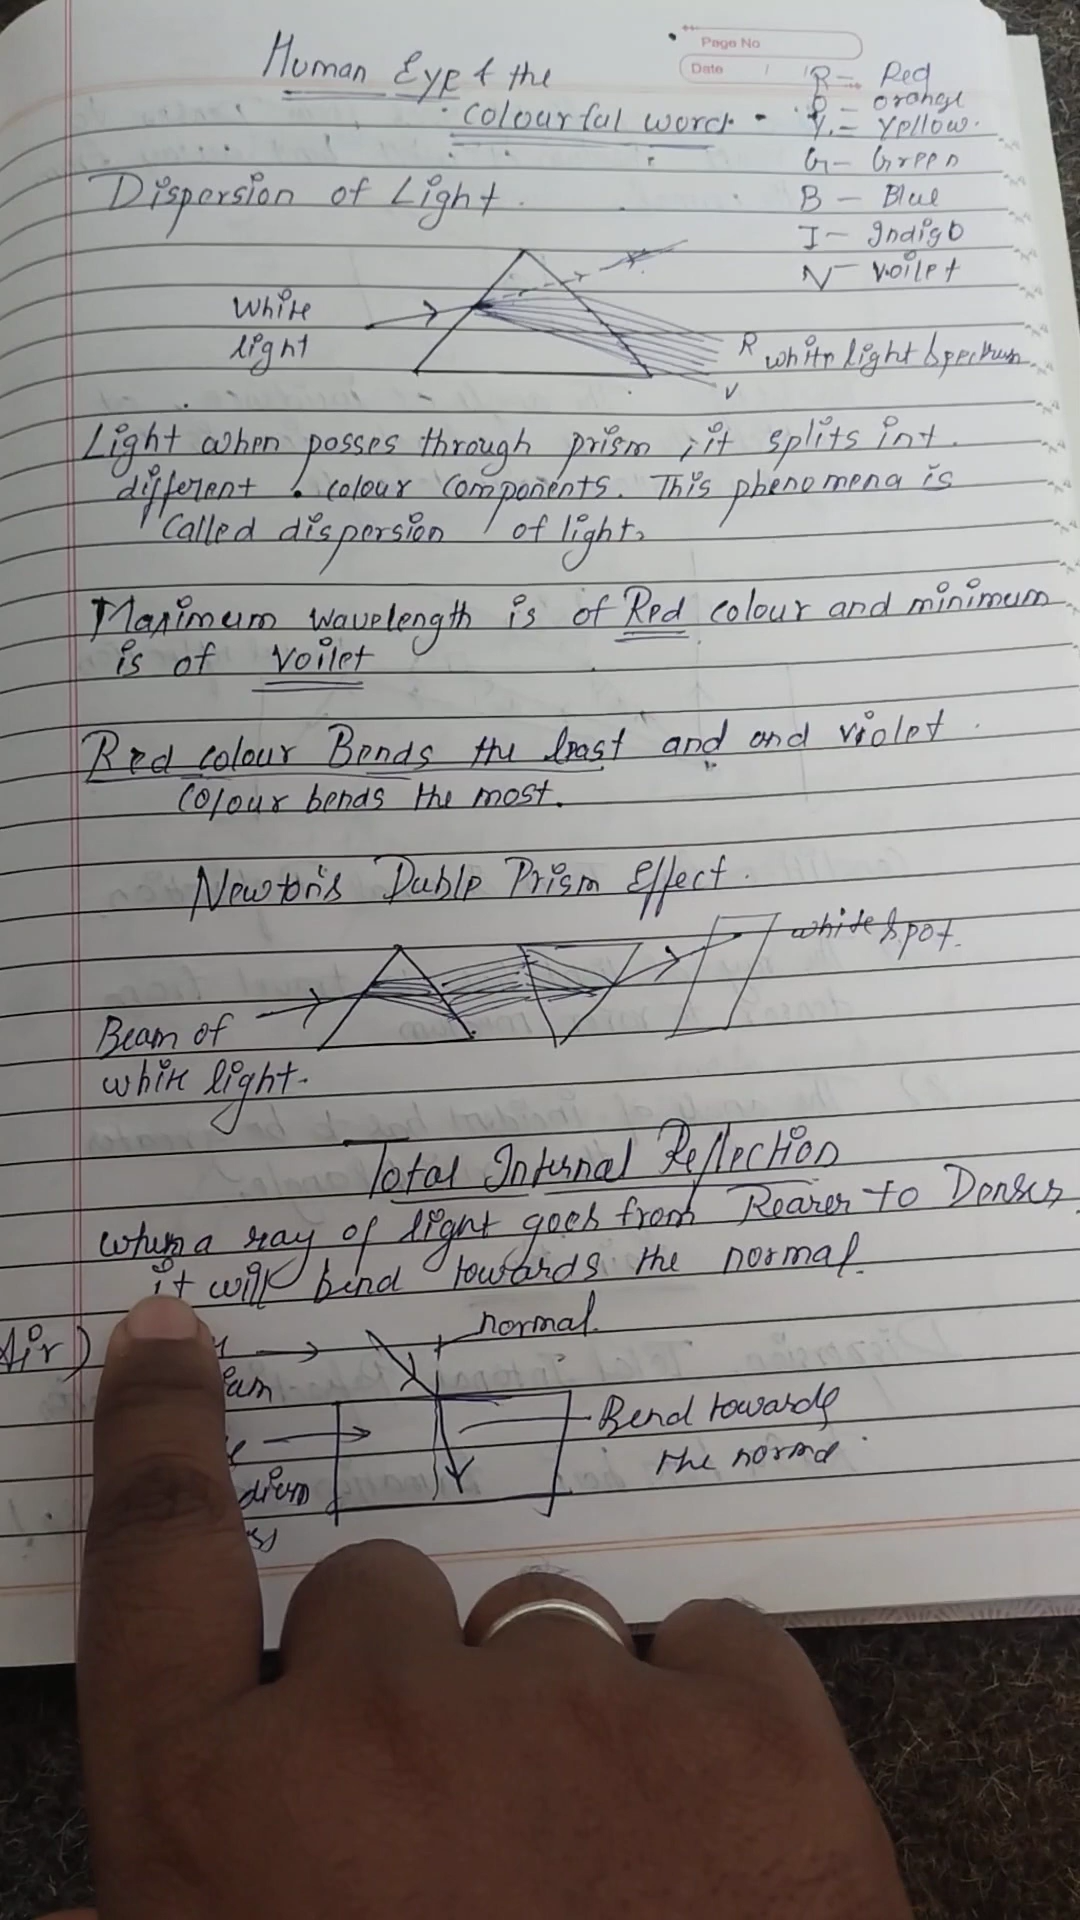 Page No
Date / /
Human Eye & the
colourful word.
R - Red
O - orange
Y - Yellow.
G - Green
B - Blue
I - Indigo
V - Voilet
Dispersion of Light.
White
light
R
white light spectrum
V
Light when posses through prism, it splits int
different colour components. This phenomena is
called dispersion of light.
Maximum wavelength is of Red colour and minimum
is of Voilet
Red colour Bends the least and and violet
colour bends the most.
Newton's Duble Prism Effect.
white spot.
Beam of
white light.
Total Internal Reflection
When a ray of light goes from Rearer to Denser
it will bend towards the normal.
normal.
Air)
Bend towards
the normal